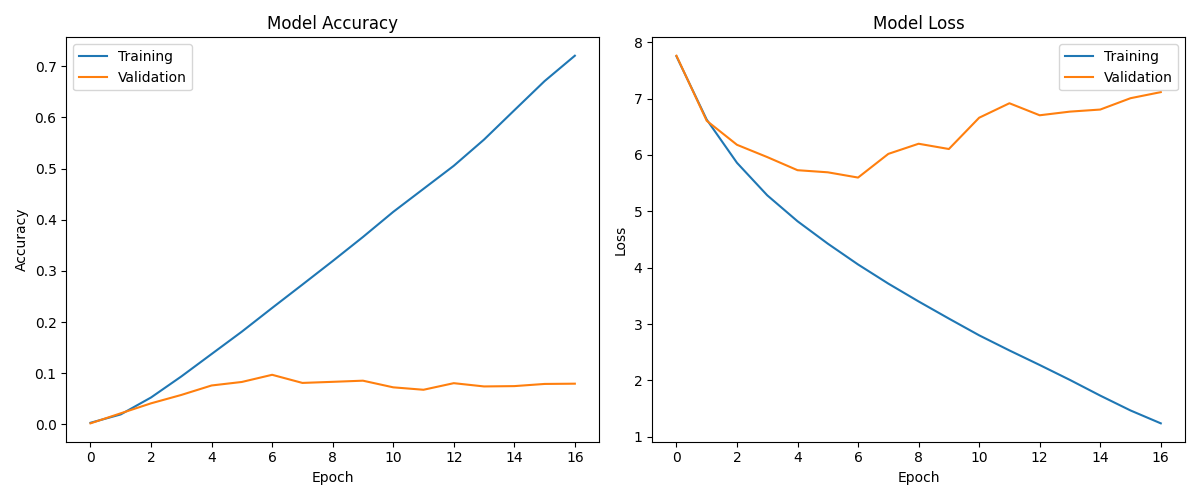 Model Accuracy
Training
Validation
0.7
0.6
0.5
0.4
0.3
0.2
0.1
0.0
Accuracy
0 2 4 6 8 10 12 14 16
Epoch
Model Loss
Training
Validation
8
7
6
5
4
3
2
1
Loss
0 2 4 6 8 10 12 14 16
Epoch